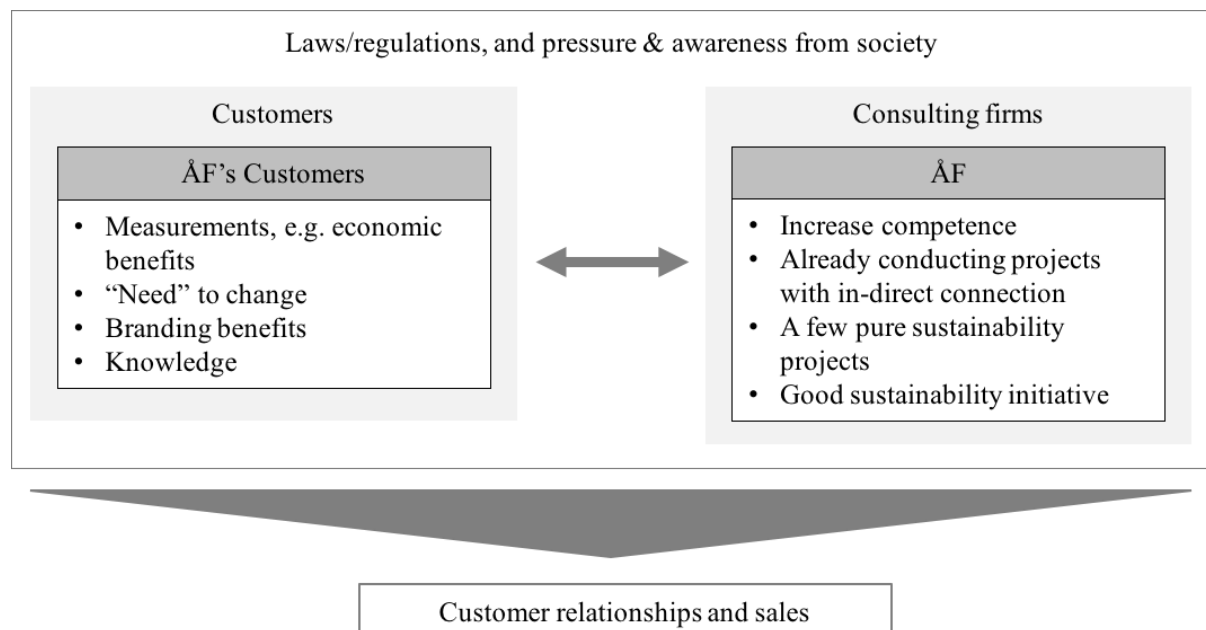 Laws/regulations, and pressure & awareness from society
Customers
ÅF’s Customers
• Measurements, e.g. economic
benefits
• “Need” to change
• Branding benefits
• Knowledge
Consulting firms
ÅF
• Increase competence
• Already conducting projects
with in-direct connection
• A few pure sustainability
projects
• Good sustainability initiative
Customer relationships and sales